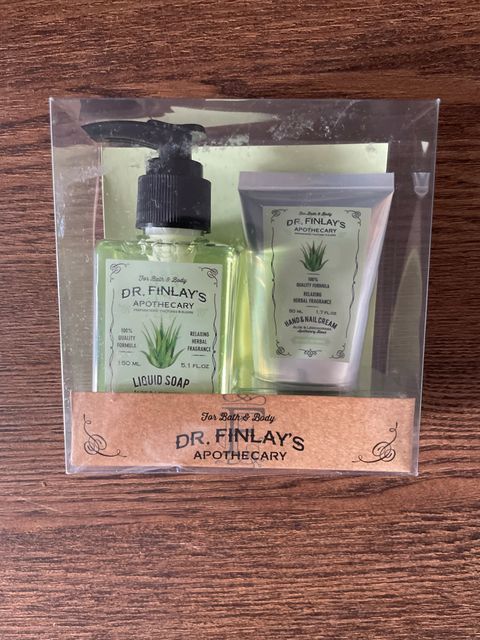 For Bath & Body
DR. FINLAY'S
APOTHECARY
100%
QUALITY
FORMULA
RELAXING
HERBAL
FRAGRANCE
150 ML
5.1 FL.OZ
LIQUID SOAP
For Bath & Body
DR. FINLAY'S
APOTHECARY
100%
QUALITY FORMULA
RELAXING
HERBAL FRAGRANCE
50 ML 1.7 FL.OZ
HAND & NAIL CREAM
ALOE & LEMONGRASS
For Bath & Body
DR. FINLAY'S
APOTHECARY